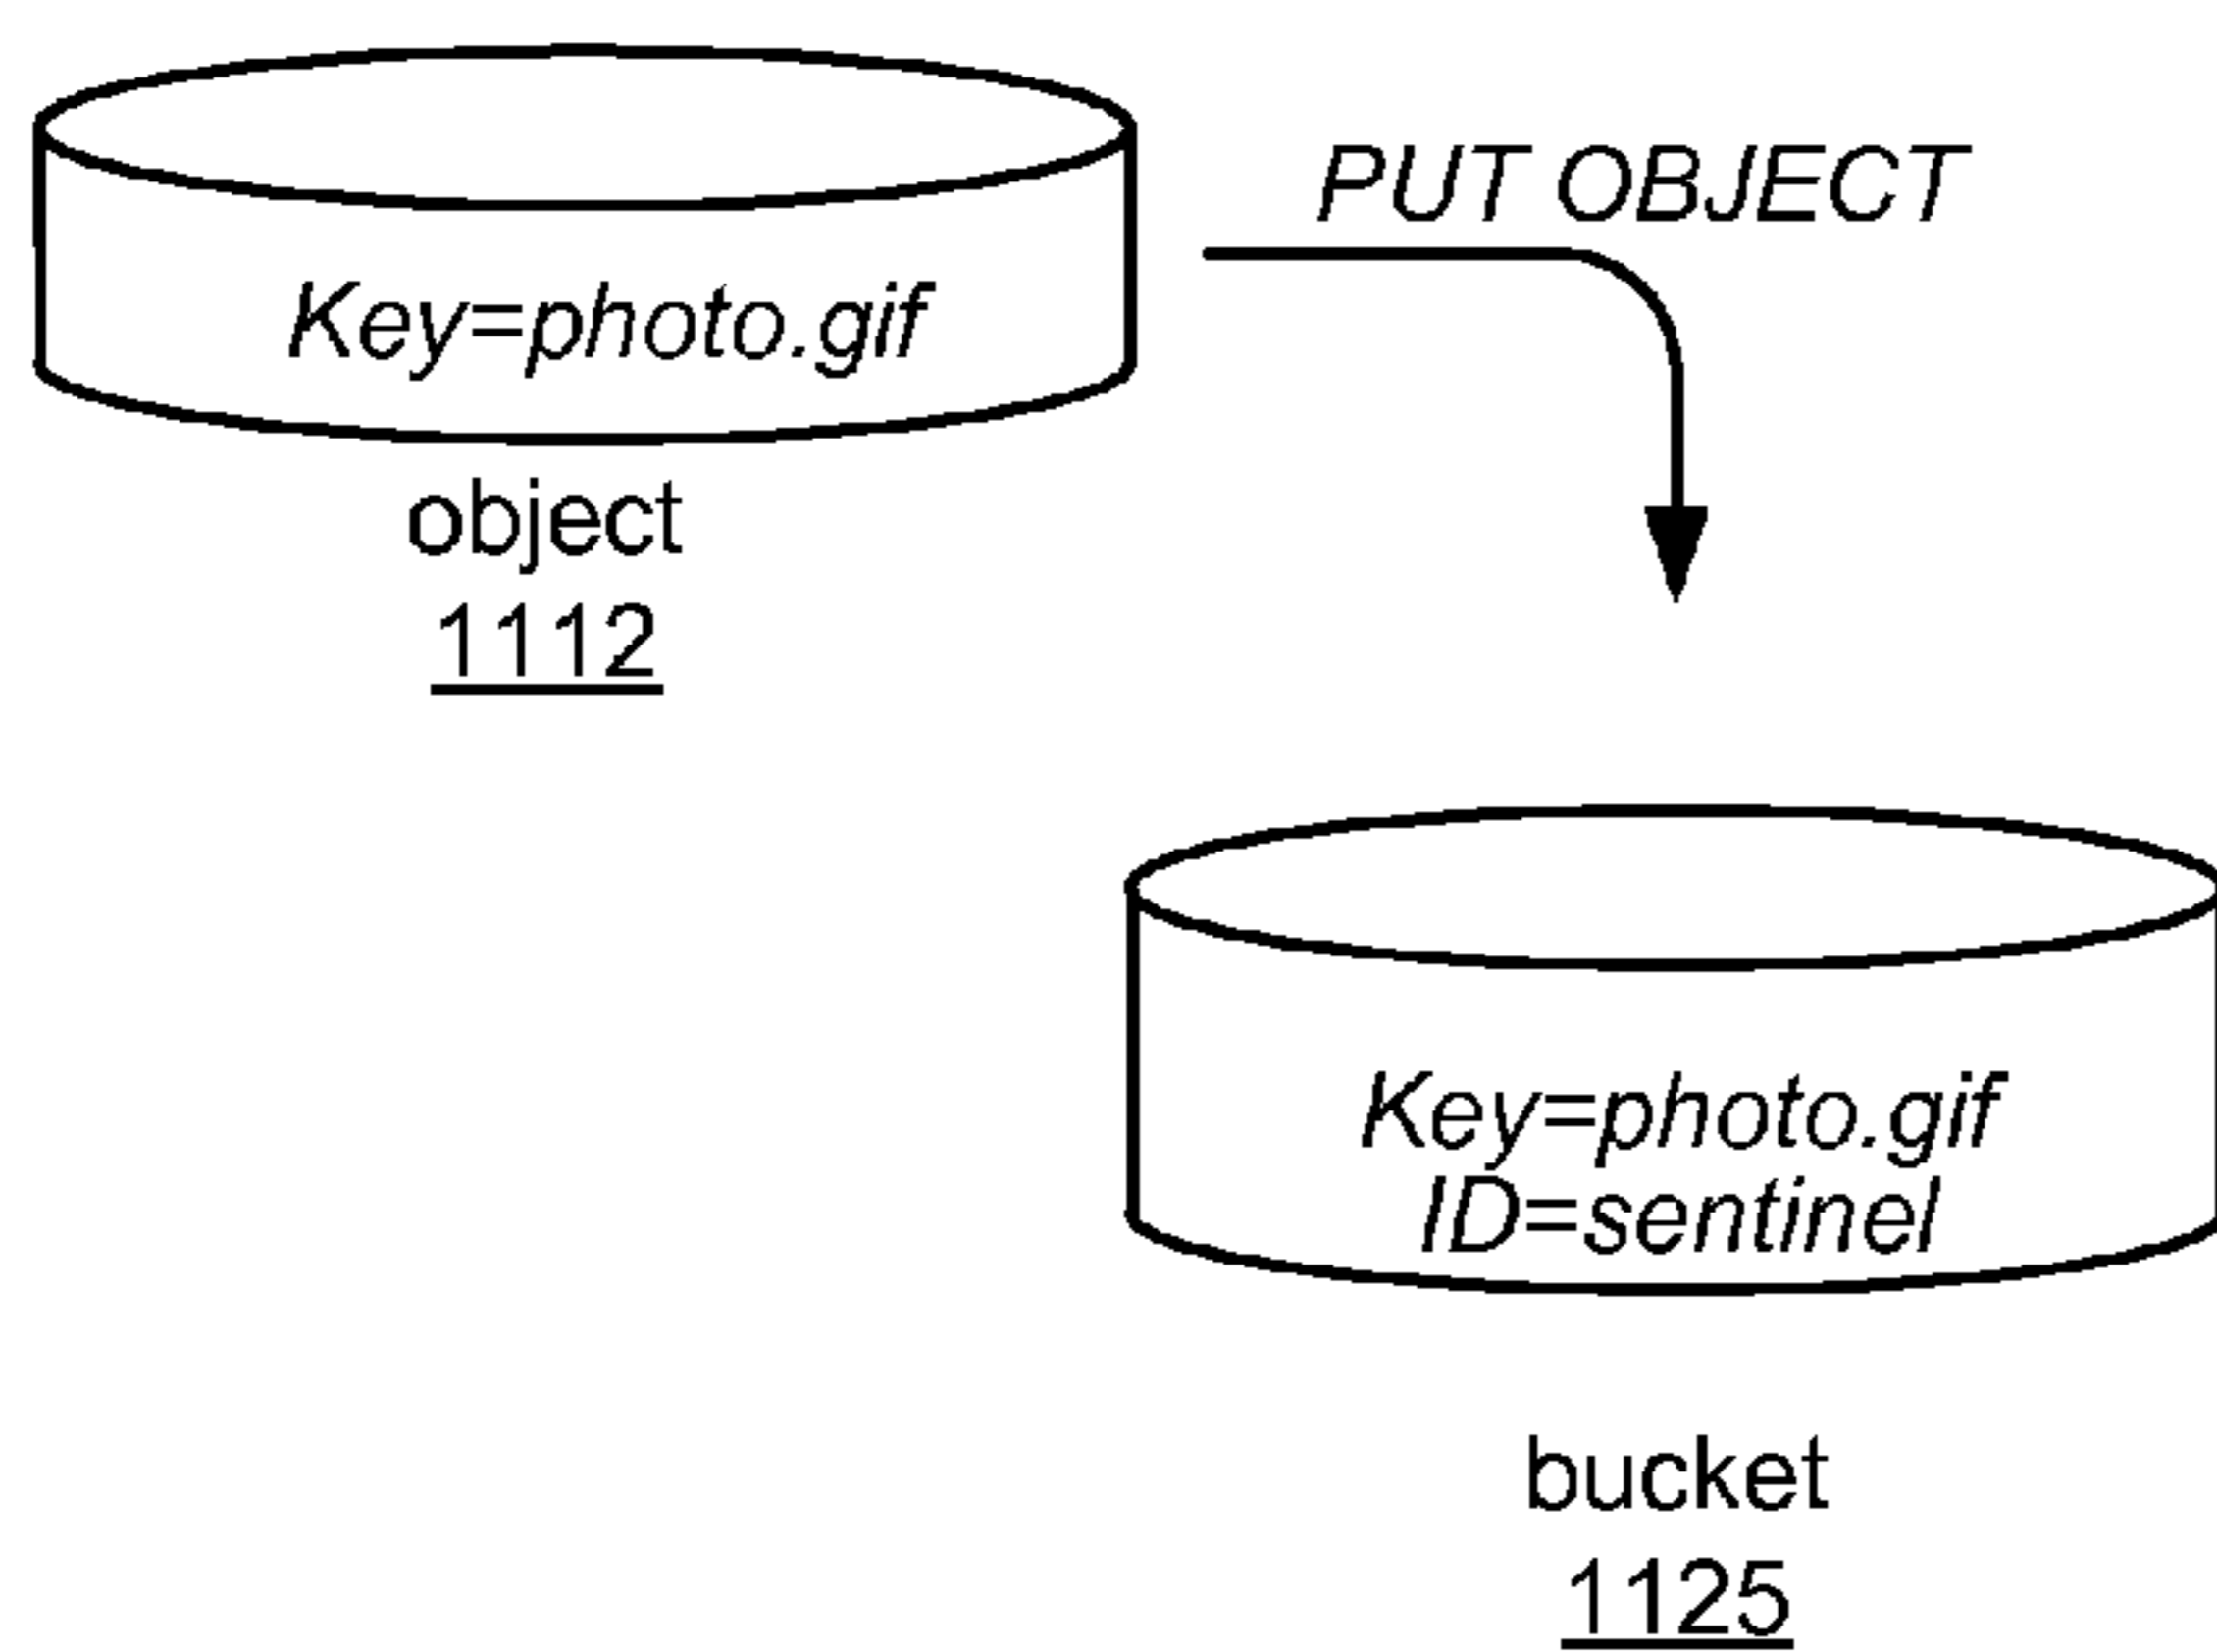 PUT OBJECT
Key=photo.gif
object
1112
Key=photo.gif
ID=sentinel
bucket
1125